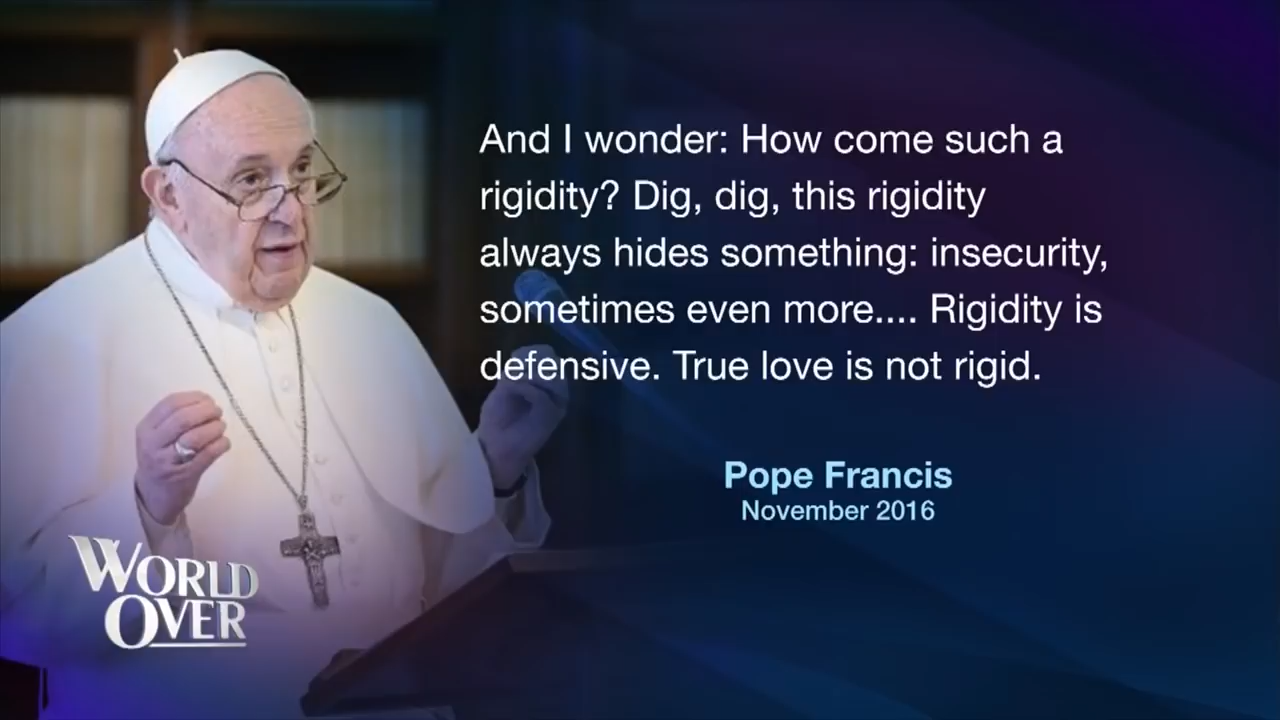 And I wonder: How come such a
rigidity? Dig, dig, this rigidity
always hides something: insecurity,
sometimes even more.... Rigidity is
defensive. True love is not rigid.
Pope Francis
November 2016
WORLD
OVER